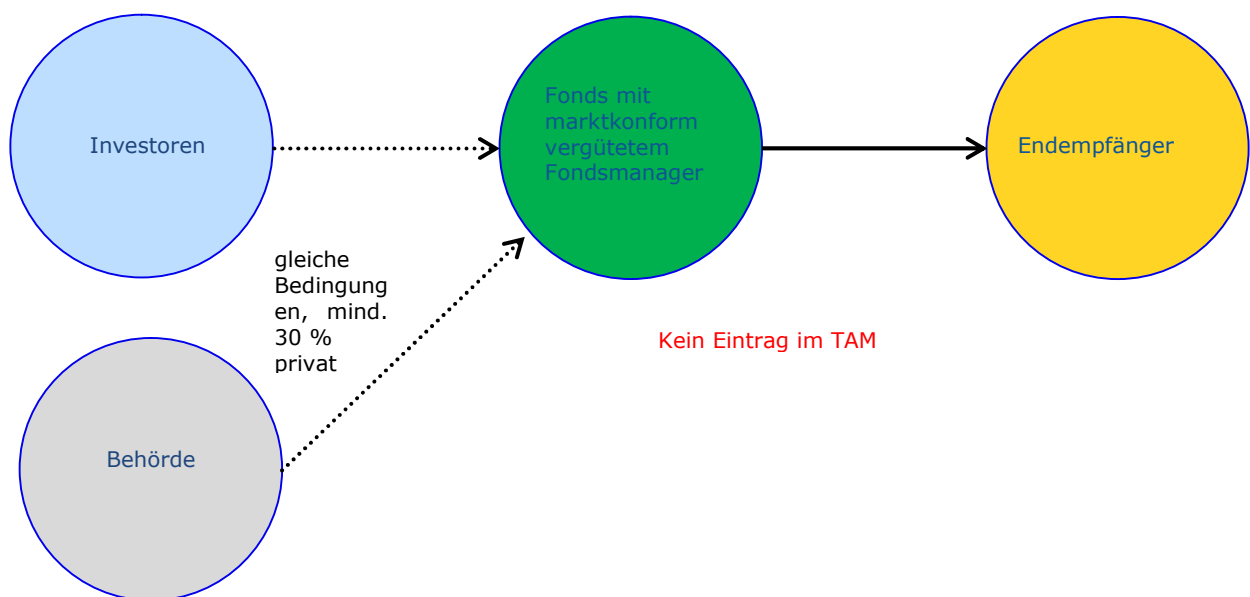 Investoren
Fonds mit
marktkonform
vergütetem
Fondsmanager
Endempfänger
gleiche
Bedingung
en, mind.
30 %
privat
Kein Eintrag im TAM
Behörde